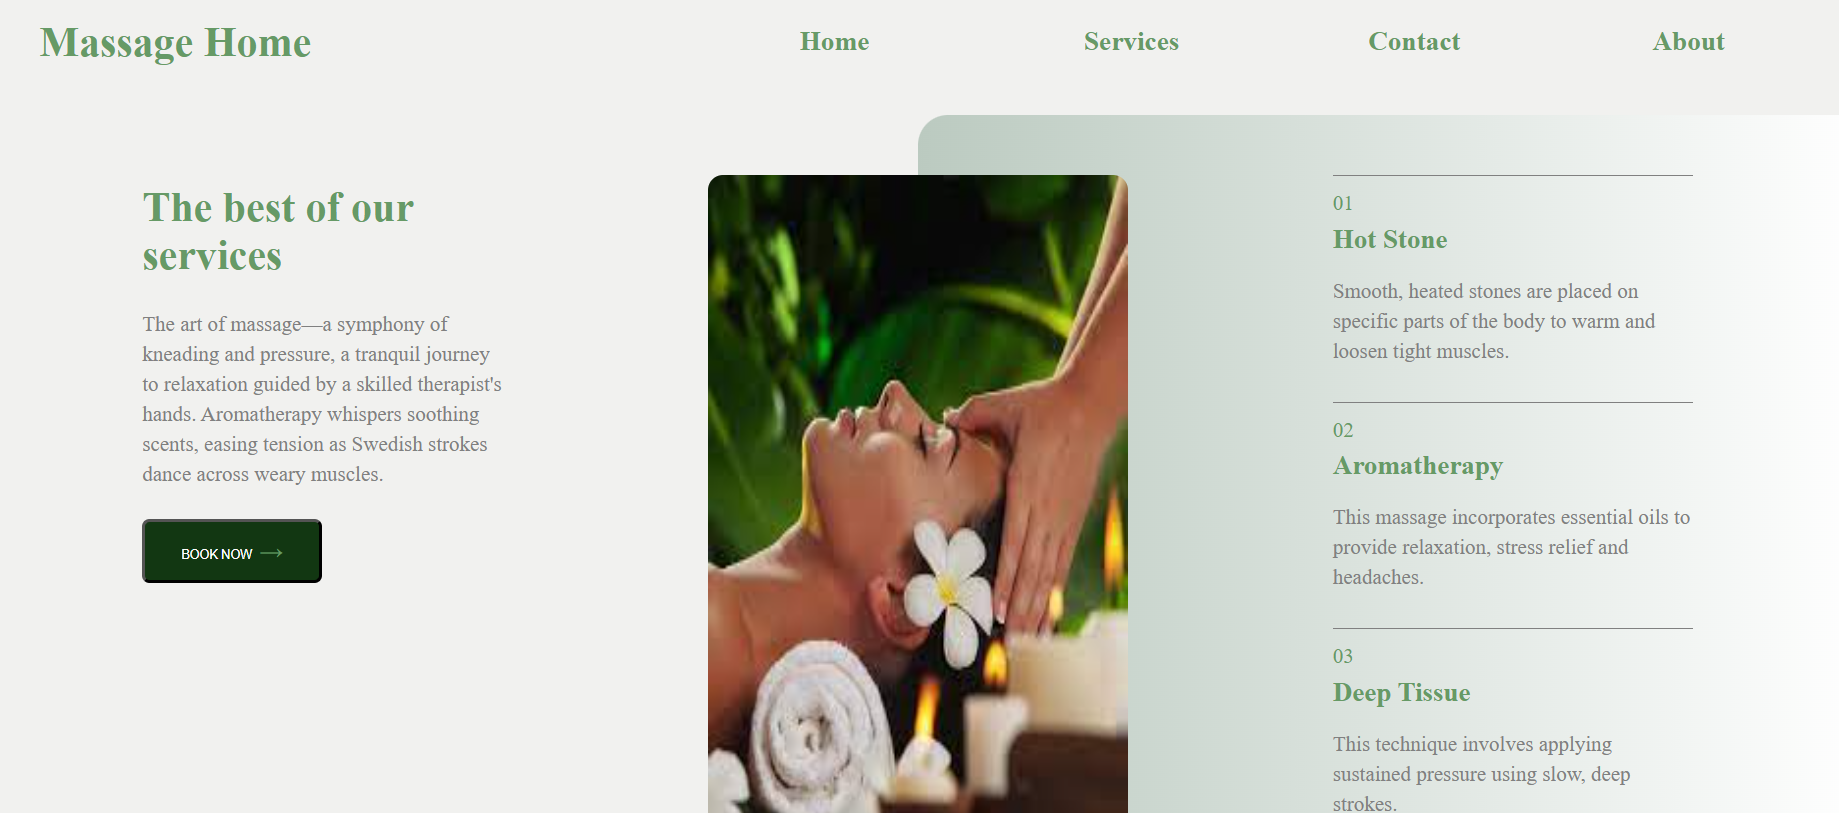 Massage Home
Home
Services
Contact
About
The best of our
services
The art of massage—a symphony of
kneading and pressure, a tranquil journey
to relaxation guided by a skilled therapist's
hands. Aromatherapy whispers soothing
scents, easing tension as Swedish strokes
dance across weary muscles.
BOOK NOW ⟶
01
Hot Stone
Smooth, heated stones are placed on
specific parts of the body to warm and
loosen tight muscles.
02
Aromatherapy
This massage incorporates essential oils to
provide relaxation, stress relief and
headaches.
03
Deep Tissue
This technique involves applying
sustained pressure using slow, deep
strokes.